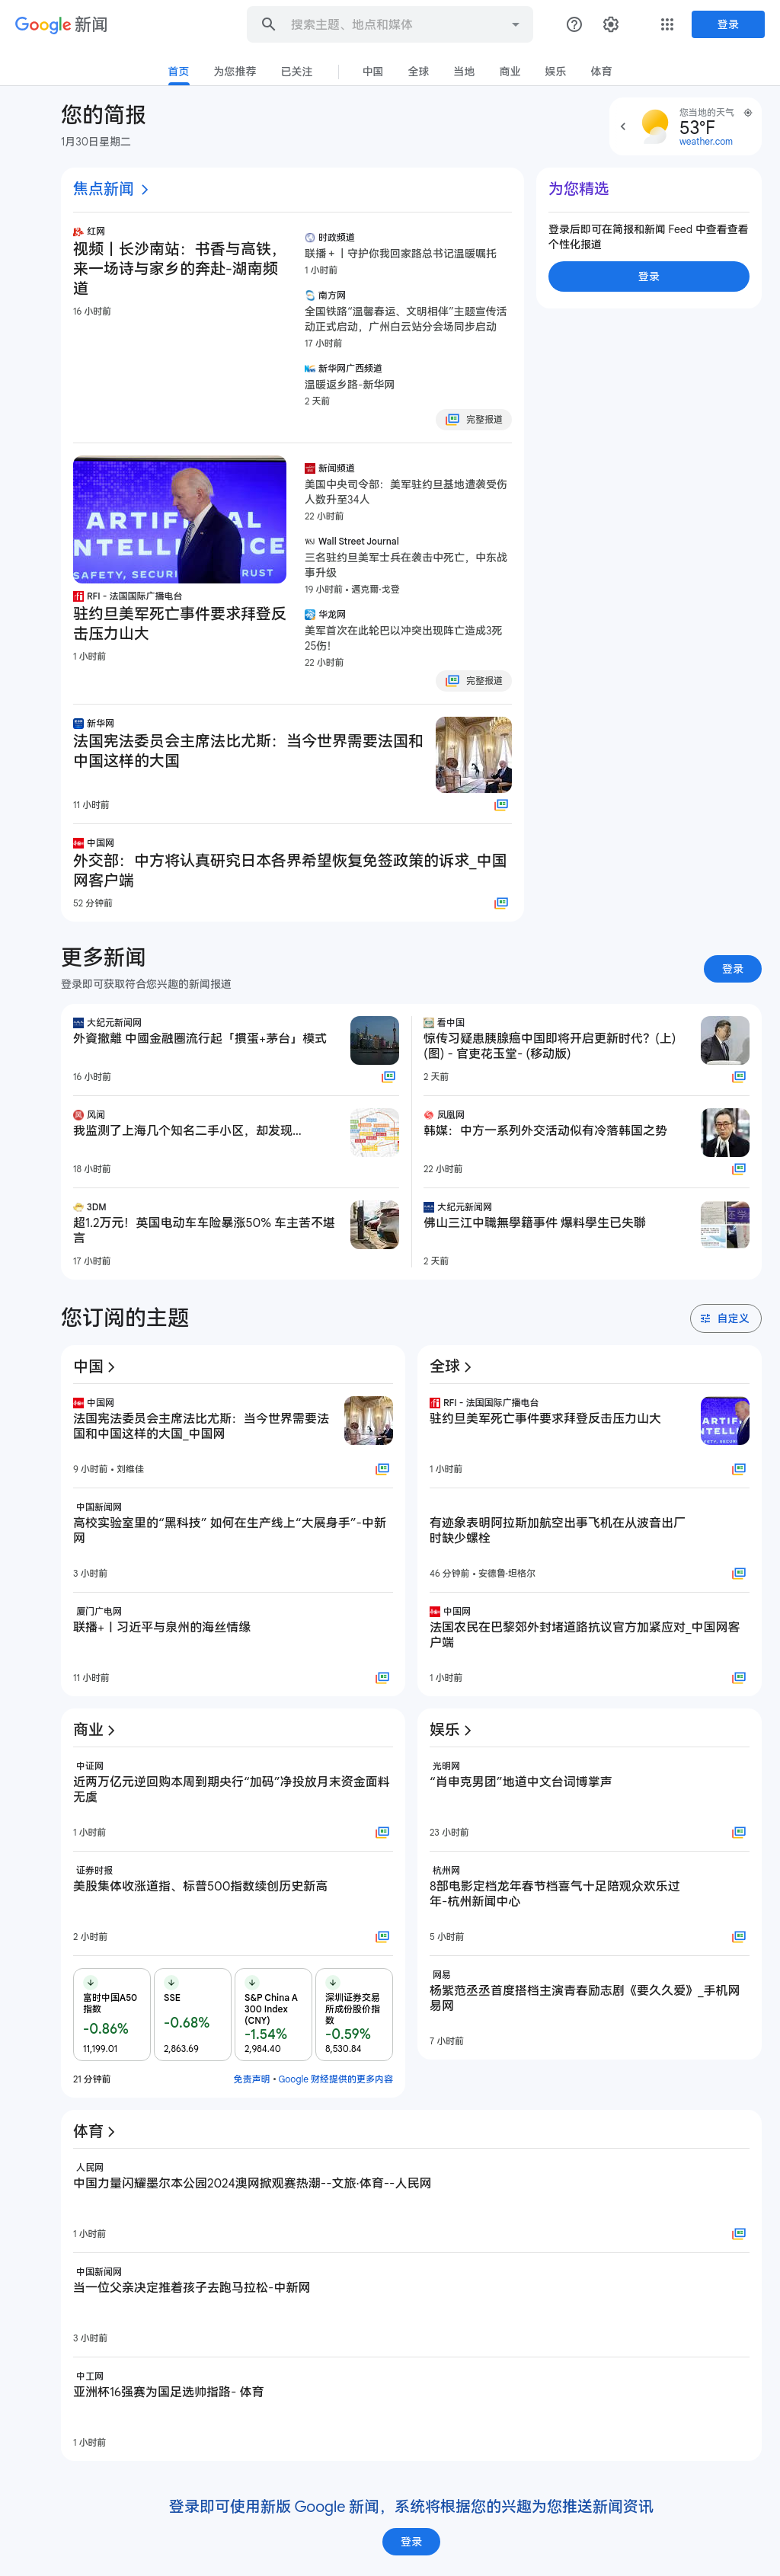 Google 新闻
搜索主题、地点和媒体
登录
首页
为您推荐
已关注
中国
全球
当地
商业
娱乐
体育
您的简报
1月30日星期二
您当地的天气
53°F
weather.com
焦点新闻
红网
视频丨长沙南站：书香与高铁，
来一场诗与家乡的奔赴-湖南频
道
16 小时前
时政频道
联播＋丨守护你我回家路总书记温暖嘱托
1 小时前
南方网
全国铁路“温馨春运、文明相伴”主题宣传活
动正式启动，广州白云站分会场同步启动
17 小时前
新华网广西频道
温暖返乡路-新华网
2 天前
完整报道
为您精选
登录后即可在简报和新闻 Feed 中查看查看
个性化报道
登录
ARTIFICIAL
INTELLIGENCE
SAFETY, SECURI
TRUST
RFI - 法国国际广播电台
驻约旦美军死亡事件要求拜登反
击压力山大
1 小时前
新闻频道
美国中央司令部：美军驻约旦基地遭袭受伤
人数升至34人
22 小时前
Wall Street Journal
三名驻约旦美军士兵在袭击中死亡，中东战
事升级
19 小时前 • 邁克爾·戈登
华龙网
美军首次在此轮巴以冲突出现阵亡造成3死
25伤！
22 小时前
完整报道
新华网
法国宪法委员会主席法比尤斯：当今世界需要法国和
中国这样的大国
11 小时前
中国网
外交部：中方将认真研究日本各界希望恢复免签政策的诉求_中国
网客户端
52 分钟前
更多新闻
登录即可获取符合您兴趣的新闻报道
登录
大纪元新闻网
外資撤離 中國金融圈流行起「摜蛋+茅台」模式
16 小时前
风闻
我监测了上海几个知名二手小区，却发现…
18 小时前
3DM
超1.2万元！英国电动车车险暴涨50% 车主苦不堪
言
17 小时前
看中国
惊传习疑患胰腺癌中国即将开启更新时代？(上)
(图) - 官吏花玉堂- (移动版)
2 天前
凤凰网
韩媒：中方一系列外交活动似有冷落韩国之势
22 小时前
大纪元新闻网
佛山三江中職無學籍事件 爆料學生已失聯
2 天前
您订阅的主题
自定义
中国
中国网
法国宪法委员会主席法比尤斯：当今世界需要法
国和中国这样的大国_中国网
9 小时前 • 刘维佳
中国新闻网
高校实验室里的“黑科技” 如何在生产线上“大展身手”-中新
网
3 小时前
厦门广电网
联播+丨习近平与泉州的海丝情缘
11 小时前
全球
RFI - 法国国际广播电台
驻约旦美军死亡事件要求拜登反击压力山大
1 小时前
有迹象表明阿拉斯加航空出事飞机在从波音出厂
时缺少螺栓
46 分钟前 • 安德魯·坦格尔
中国网
法国农民在巴黎郊外封堵道路抗议官方加紧应对_中国网客
户端
1 小时前
商业
中证网
近两万亿元逆回购本周到期央行“加码”净投放月末资金面料
无虞
1 小时前
证券时报
美股集体收涨道指、标普500指数续创历史新高
2 小时前
富时中国A50
指数
-0.86%
11,199.01
SSE
-0.68%
2,863.69
S&P China A
300 Index
(CNY)
-1.54%
2,984.40
深圳证券交易
所成份股价指
数
-0.59%
8,530.84
21 分钟前
免责声明 • Google 财经提供的更多内容
娱乐
光明网
“肖申克男团”地道中文台词博掌声
23 小时前
杭州网
8部电影定档龙年春节档喜气十足陪观众欢乐过
年-杭州新闻中心
5 小时前
网易
杨紫范丞丞首度搭档主演青春励志剧《要久久爱》_手机网
易网
7 小时前
体育
人民网
中国力量闪耀墨尔本公园2024澳网掀观赛热潮--文旅·体育--人民网
1 小时前
中国新闻网
当一位父亲决定推着孩子去跑马拉松-中新网
3 小时前
中工网
亚洲杯16强赛为国足选帅指路- 体育
1 小时前
登录即可使用新版 Google 新闻，系统将根据您的兴趣为您推送新闻资讯
登录